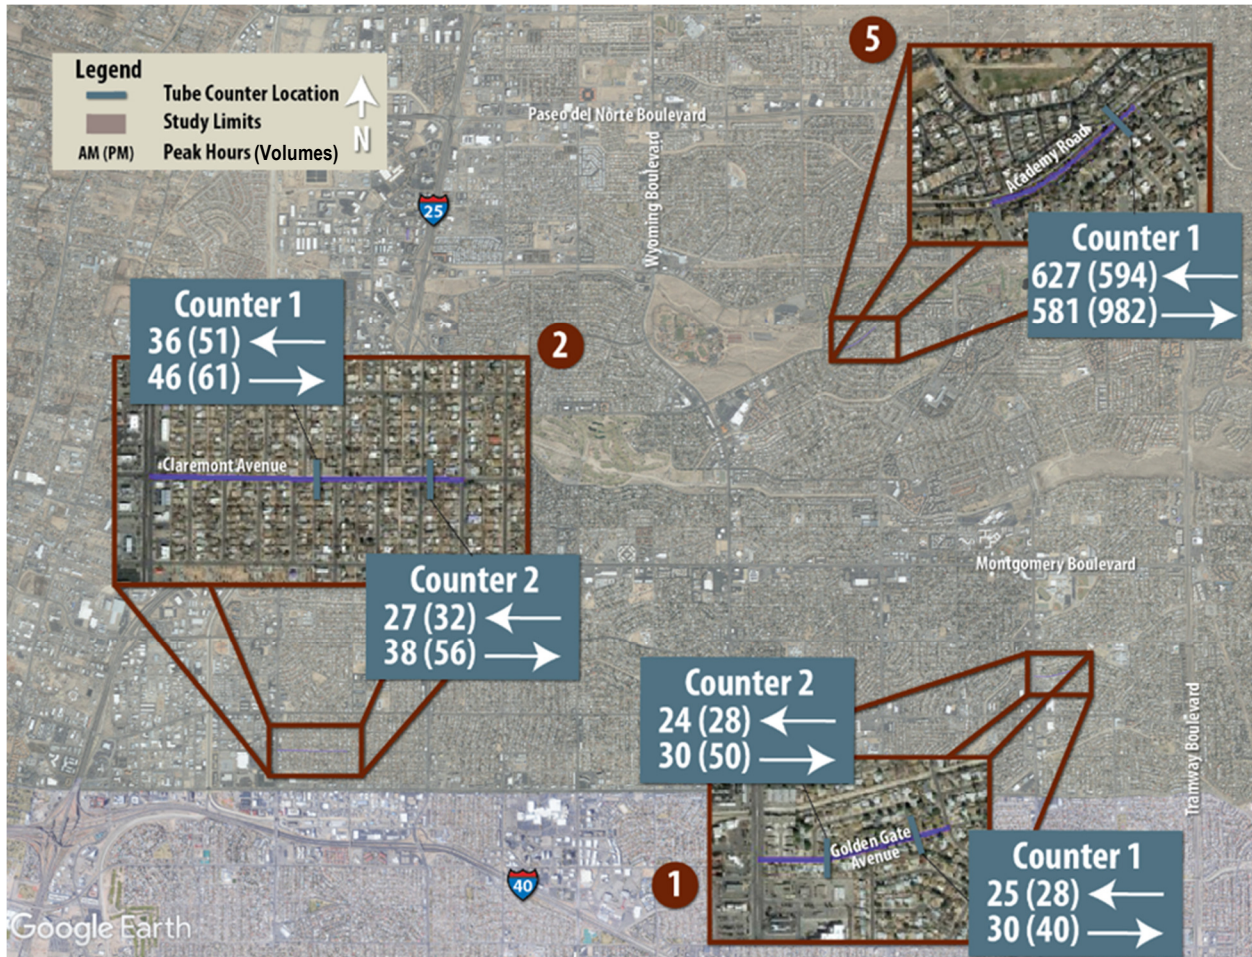 Legend
Tube Counter Location
Study Limits
AM (PM) Peak Hours (Volumes)
N
Paseo del Norte Boulevard
Wyoming Boulevard
25
5
Academy Road
Counter 1
627 (594)
581 (982)
Counter 1
36 (51)
46 (61)
2
Claremont Avenue
Counter 2
27 (32)
38 (56)
Montgomery Boulevard
Tramway Boulevard
Counter 2
24 (28)
30 (50)
Golden Gate
Avenue
1
Counter 1
25 (28)
30 (40)
40
Google Earth